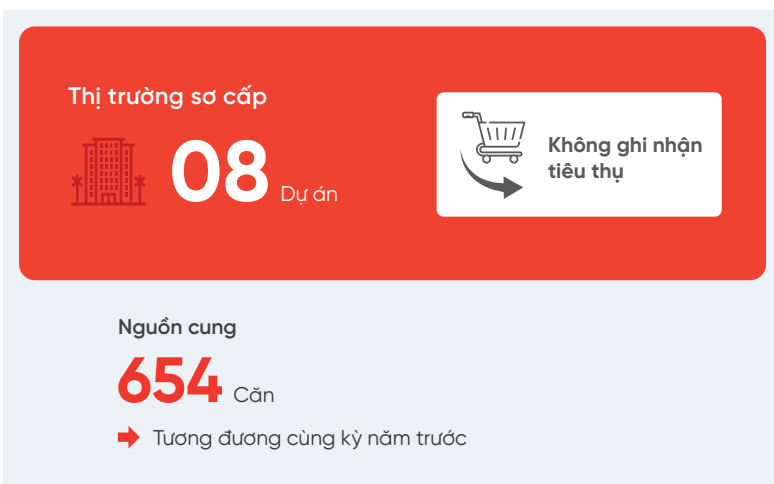 Thị trường sơ cấp
08 Dự án
Không ghi nhận
tiêu thụ
Nguồn cung
654 Căn
Tương đương cùng kỳ năm trước